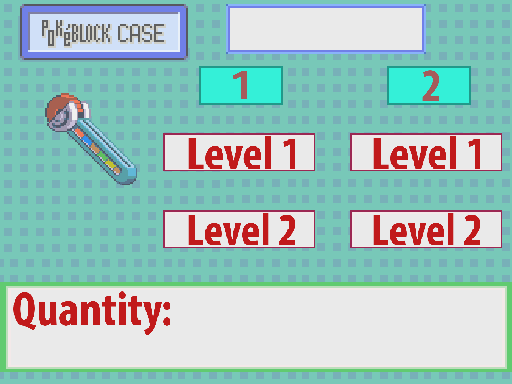 POKéBLOCK CASE
1
2
Level 1
Level 1
Level 2
Level 2
Quantity: